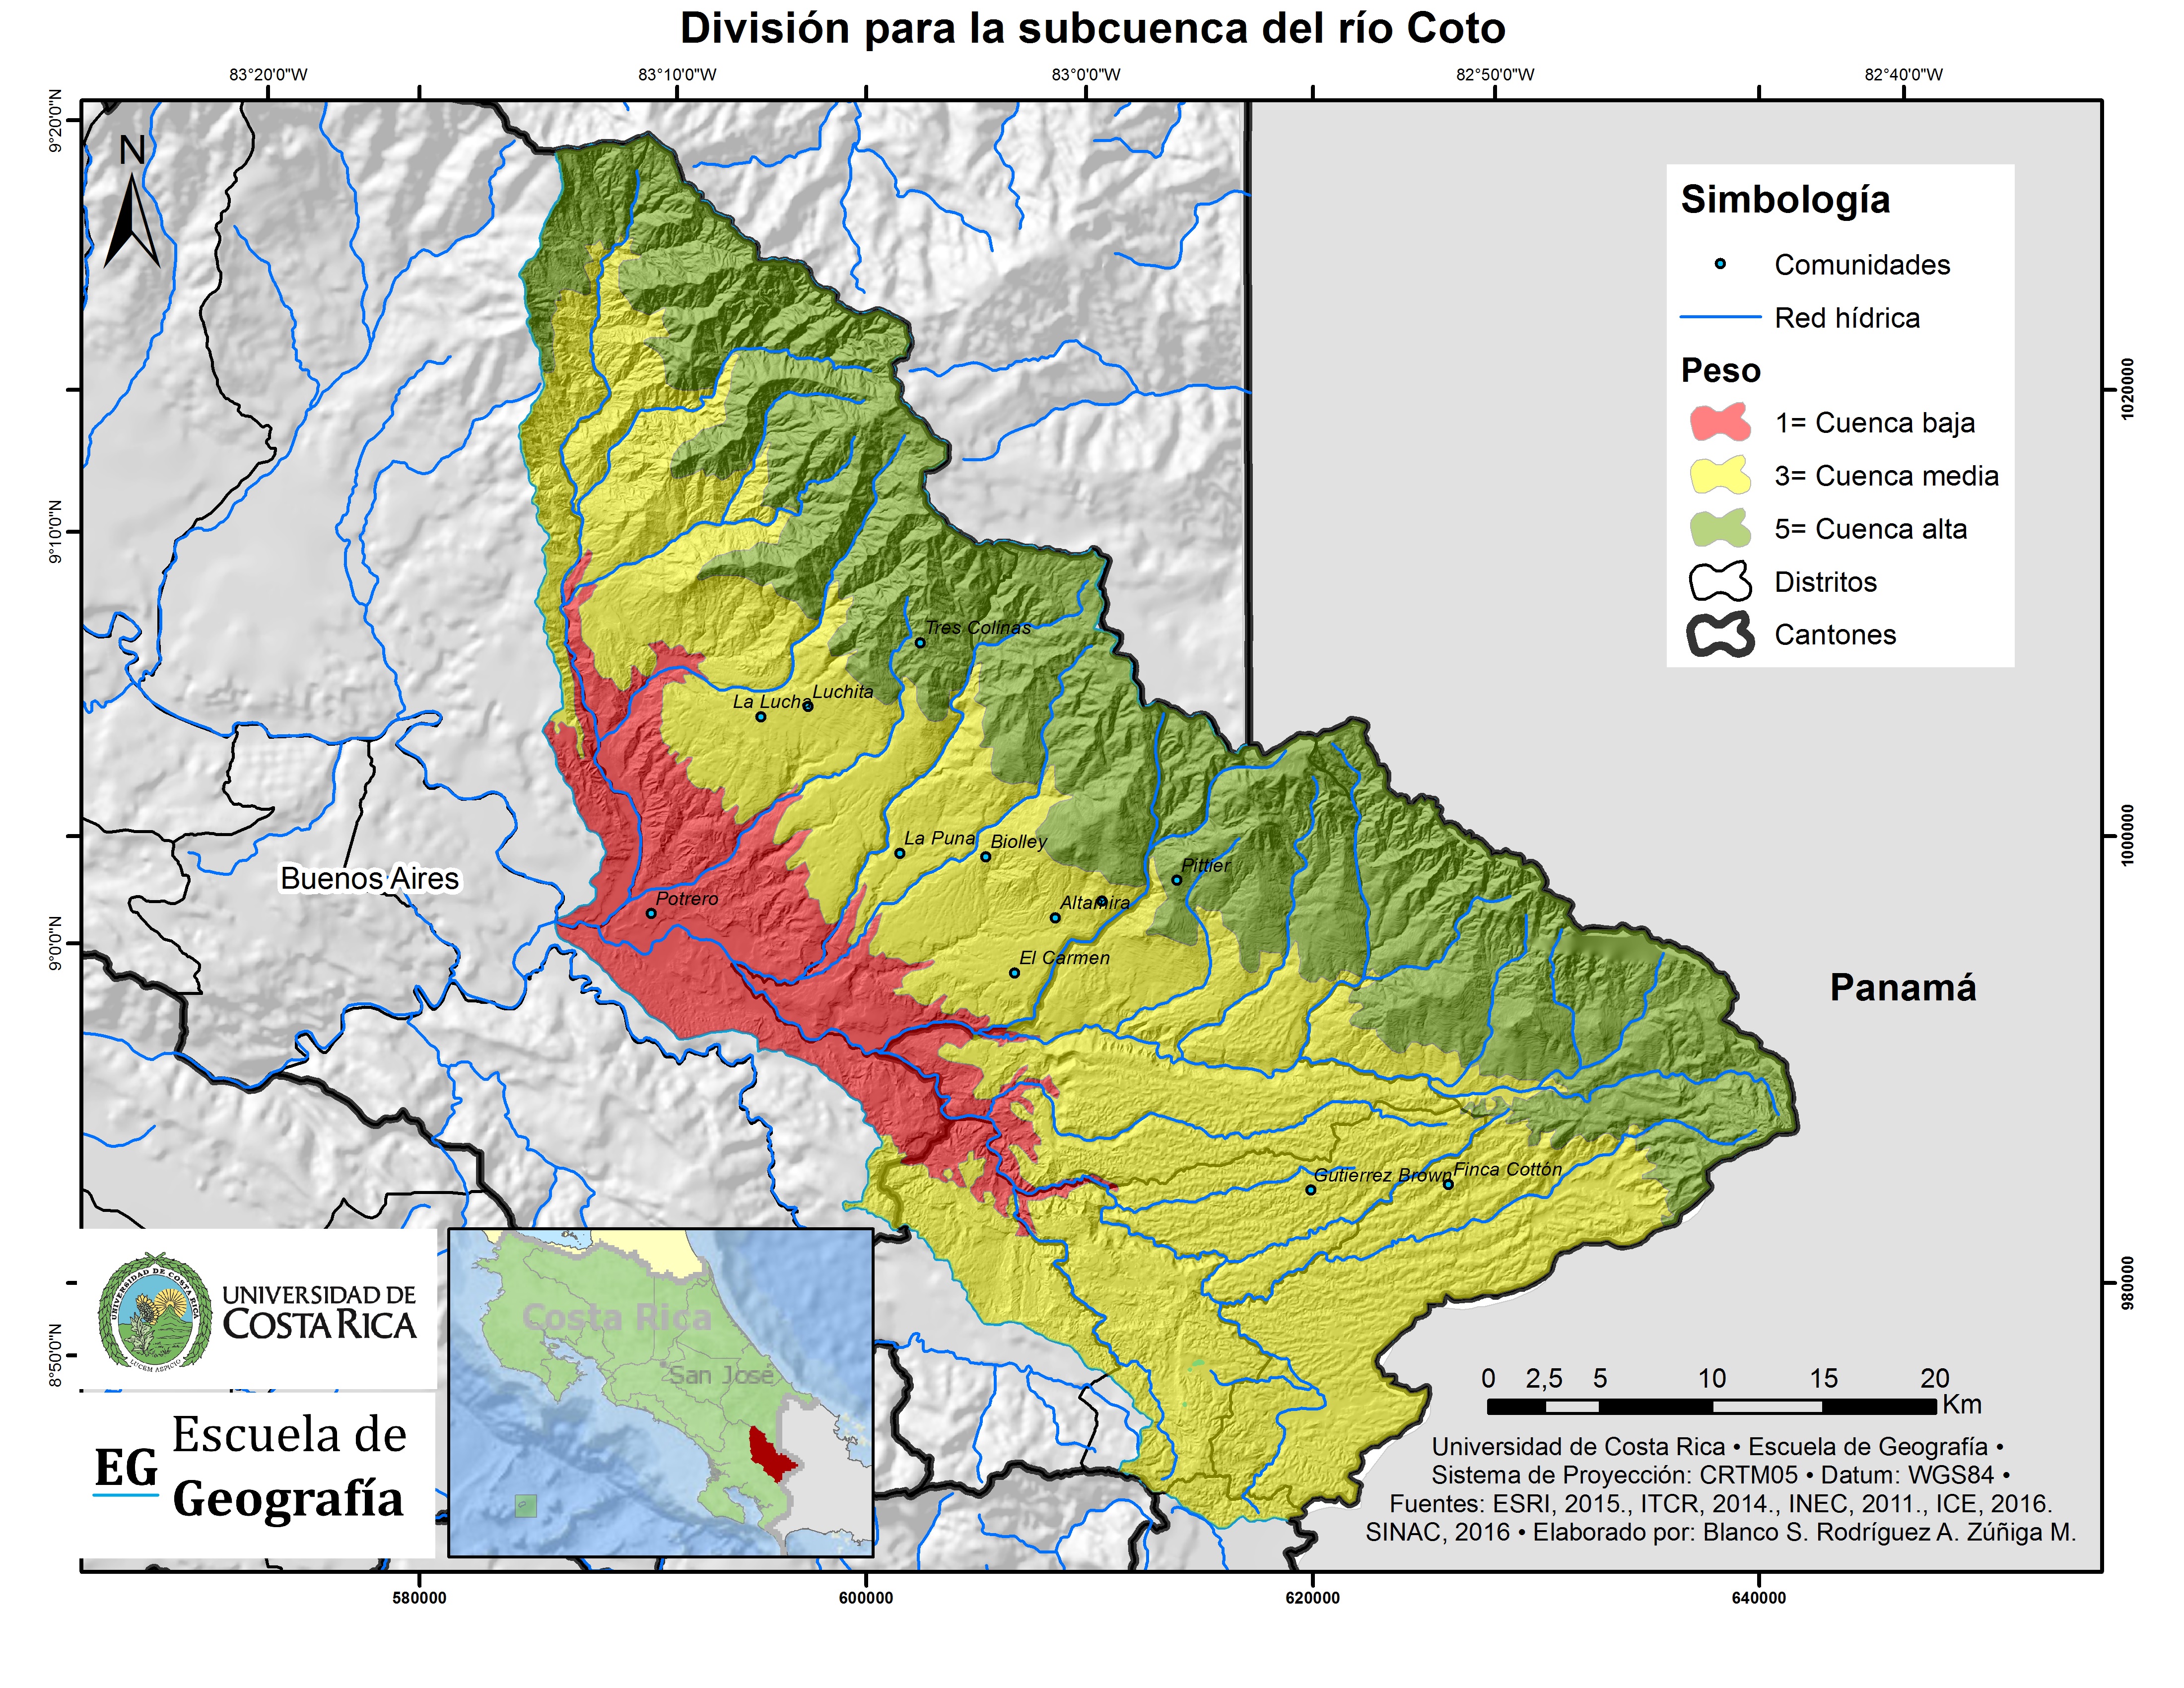 División para la subcuenca del río Coto
83°20'0"W
83°10'0"W
83°0'0"W
82°50'0"W
82°40'0"W
9°20'0"N
9°10'0"N
9°0'0"N
8°50'0"N
1020000
1000000
980000
580000
600000
620000
640000
N
Simbología
Comunidades
Red hídrica
Peso
1= Cuenca baja
3= Cuenca media
5= Cuenca alta
Distritos
Cantones
Tres Colinas
La Lucha
Luchita
La Puna
Biolley
Pittier
Potrero
Altamira
El Carmen
Gutierrez Brown
Finca Cottón
Buenos Aires
Panamá
UNIVERSIDAD DE COSTA RICA
LUCEM ASPICIO
UNIVERSIDAD DE
COSTA RICA
EG
Escuela de
Geografía
Costa Rica
San José
0 2,5 5 10 15 20
Km
Universidad de Costa Rica • Escuela de Geografía •
Sistema de Proyección: CRTM05 • Datum: WGS84 •
Fuentes: ESRI, 2015., ITCR, 2014., INEC, 2011., ICE, 2016.
SINAC, 2016 • Elaborado por: Blanco S. Rodríguez A. Zúñiga M.